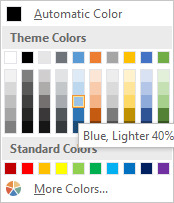 Automatic Color
Theme Colors
Blue, Lighter 40%
Standard Colors
More Colors...